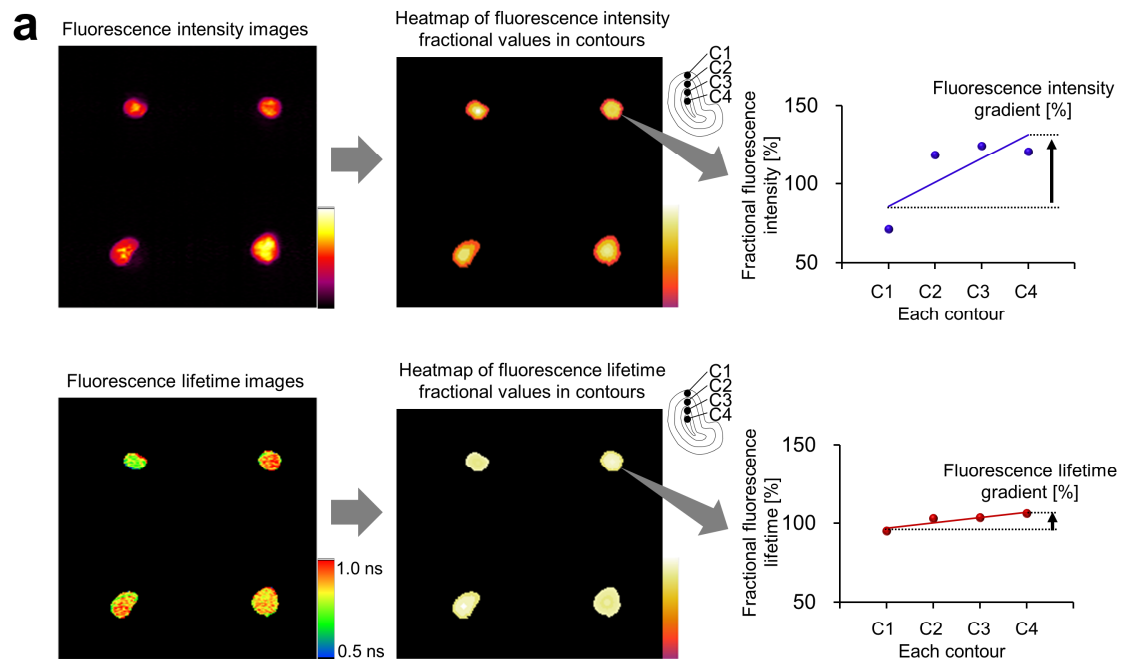 a
Fluorescence intensity images
Heatmap of fluorescence intensity
fractional values in contours
C1
C2
C3
C4
Fractional fluorescence
intensity [%]
Fluorescence intensity
gradient [%]
150
100
50
C1 C2 C3 C4
Each contour
Fluorescence lifetime images
1.0 ns
0.5 ns
Heatmap of fluorescence lifetime
fractional values in contours
C1
C2
C3
C4
Fractional fluorescence
lifetime [%]
Fluorescence lifetime
gradient [%]
150
100
50
C1 C2 C3 C4
Each contour